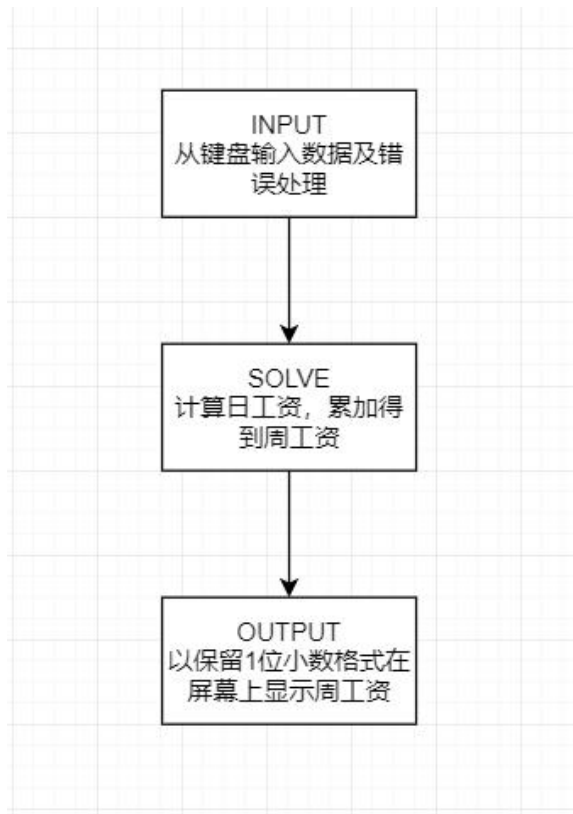 INPUT
从键盘输入数据及错
误处理
SOLVE
计算日工资，累加得
到周工资
OUTPUT
以保留1位小数格式在
屏幕上显示周工资